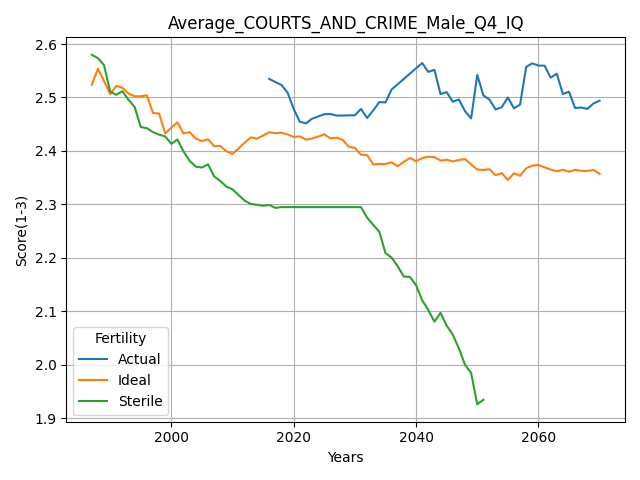 Average_COURTS_AND_CRIME_Male_Q4_IQ
2.6
2.5
2.4
2.3
2.2
2.1
2.0
1.9
Score(1-3)
Fertility
Actual
Ideal
Sterile
2000 2020 2040 2060
Years